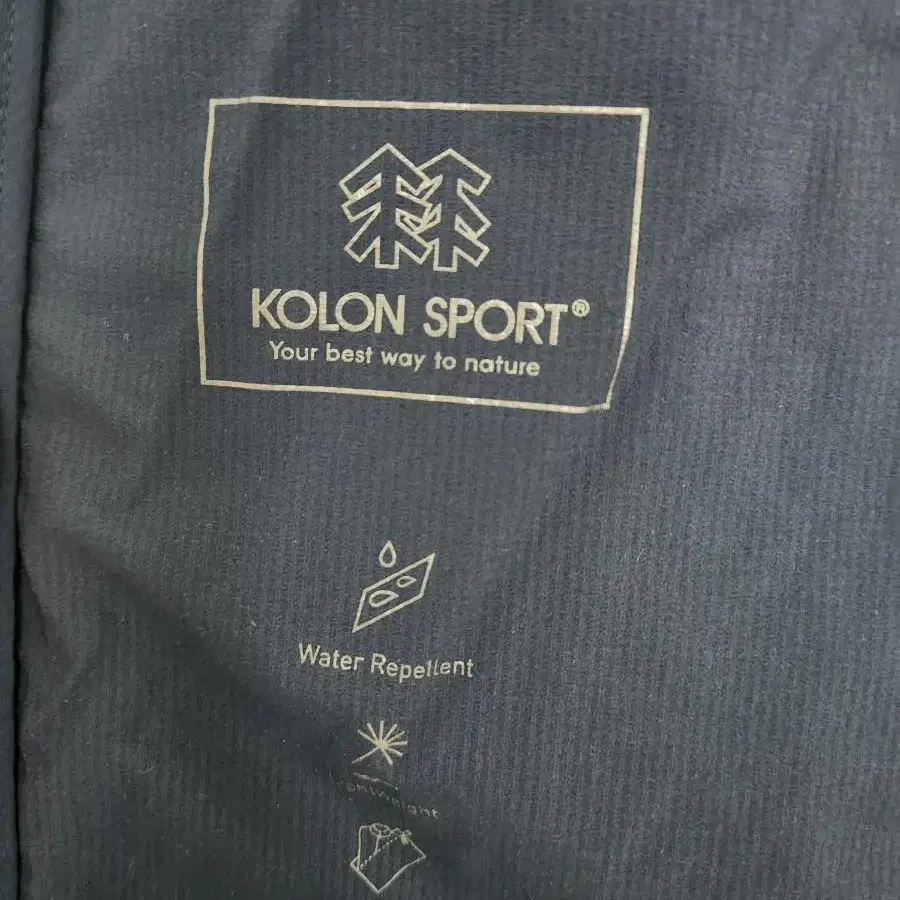 KOLON SPORT®
Your best way to nature
Water Repellent